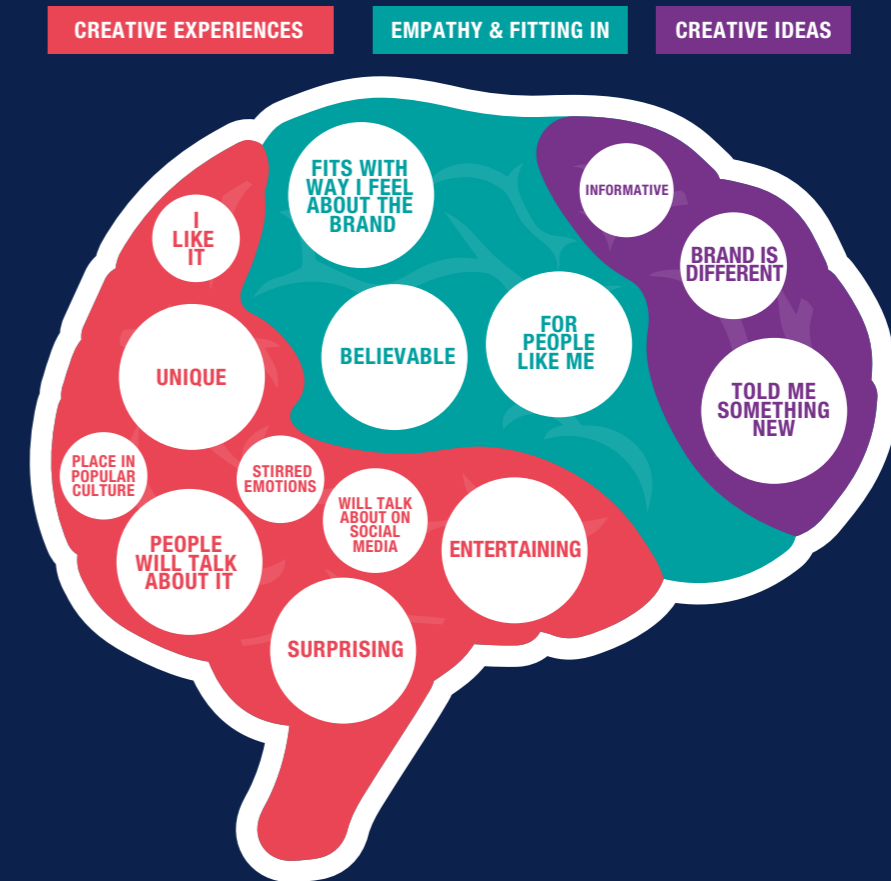 CREATIVE EXPERIENCES
EMPATHY & FITTING IN
CREATIVE IDEAS
I
LIKE
IT
UNIQUE
PLACE IN
POPULAR
CULTURE
STIRRED
EMOTIONS
PEOPLE
WILL TALK
ABOUT IT
WILL TALK
ABOUT ON
SOCIAL
MEDIA
ENTERTAINING
SURPRISING
FITS WITH
WAY I FEEL
ABOUT THE
BRAND
BELIEVABLE
FOR
PEOPLE
LIKE ME
INFORMATIVE
BRAND IS
DIFFERENT
TOLD ME
SOMETHING
NEW